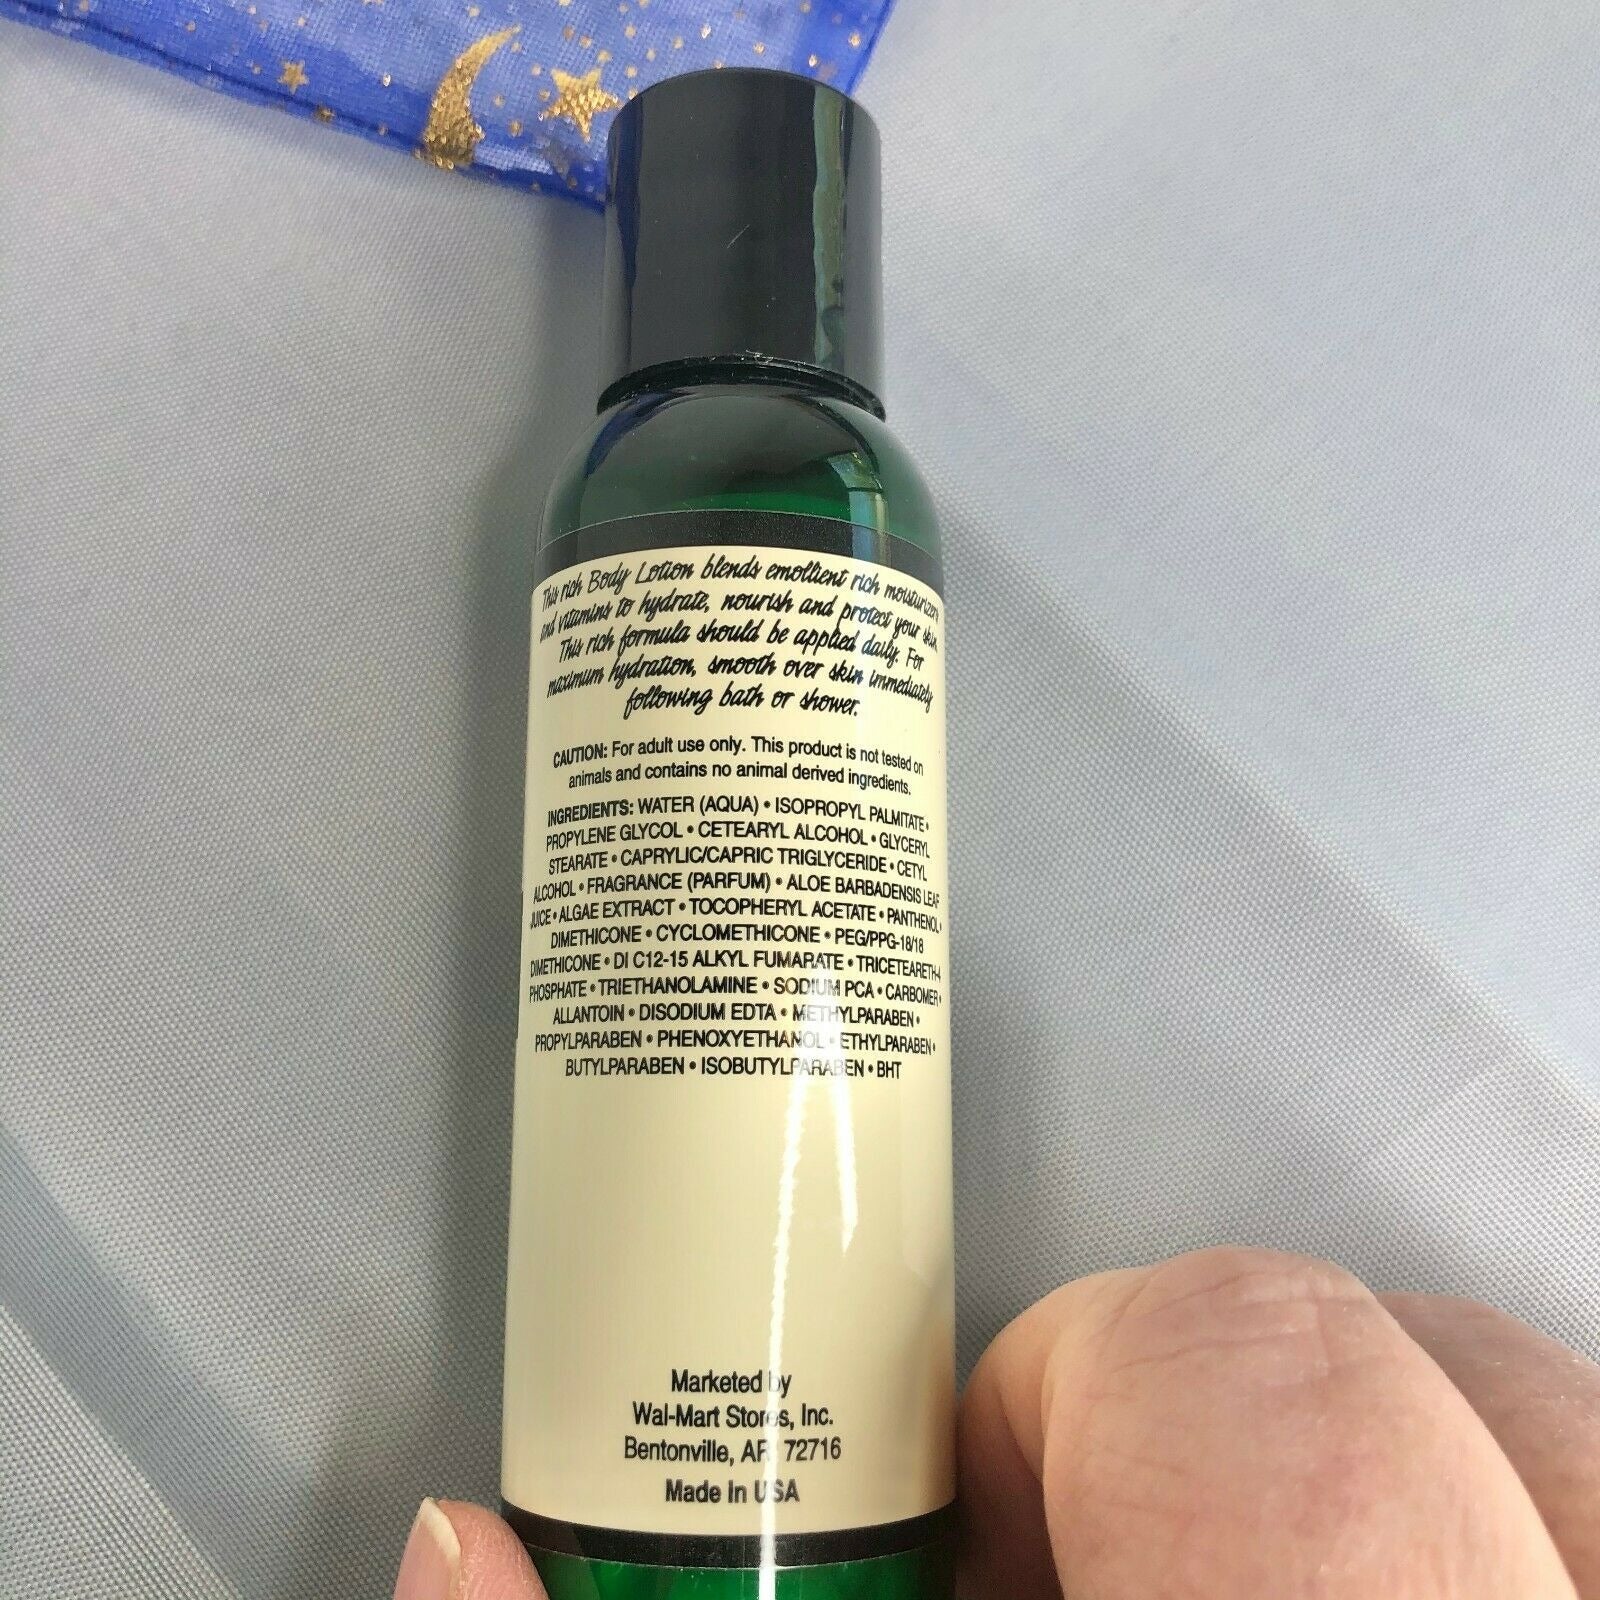 This rich Body Lotion blends emollient rich moisturizers
and vitamins to hydrate, nourish and protect your skin.
This rich formula should be applied daily. For
maximum hydration, smooth over skin immediately
following bath or shower.
CAUTION: For adult use only. This product is not tested on
animals and contains no animal derived ingredients.
INGREDIENTS: WATER (AQUA) • ISOPROPYL PALMITATE •
PROPYLENE GLYCOL • CETEARYL ALCOHOL • GLYCERYL
STEARATE • CAPRYLIC/CAPRIC TRIGLYCERIDE • CETYL
ALCOHOL • FRAGRANCE (PARFUM) • ALOE BARBADENSIS LEAF
JUICE • ALGAE EXTRACT • TOCOPHERYL ACETATE • PANTHENOL •
DIMETHICONE • CYCLOMETHICONE • PEG/PPG-18/18
DIMETHICONE • DI C12-15 ALKYL FUMARATE • TRICETEARETH-4
PHOSPHATE • TRIETHANOLAMINE • SODIUM PCA • CARBOMER •
ALLANTOIN • DISODIUM EDTA • METHYLPARABEN •
PROPYLPARABEN • PHENOXYETHANOL • ETHYLPARABEN •
BUTYLPARABEN • ISOBUTYLPARABEN • BHT
Marketed by
Wal-Mart Stores, Inc.
Bentonville, AR 72716
Made In USA